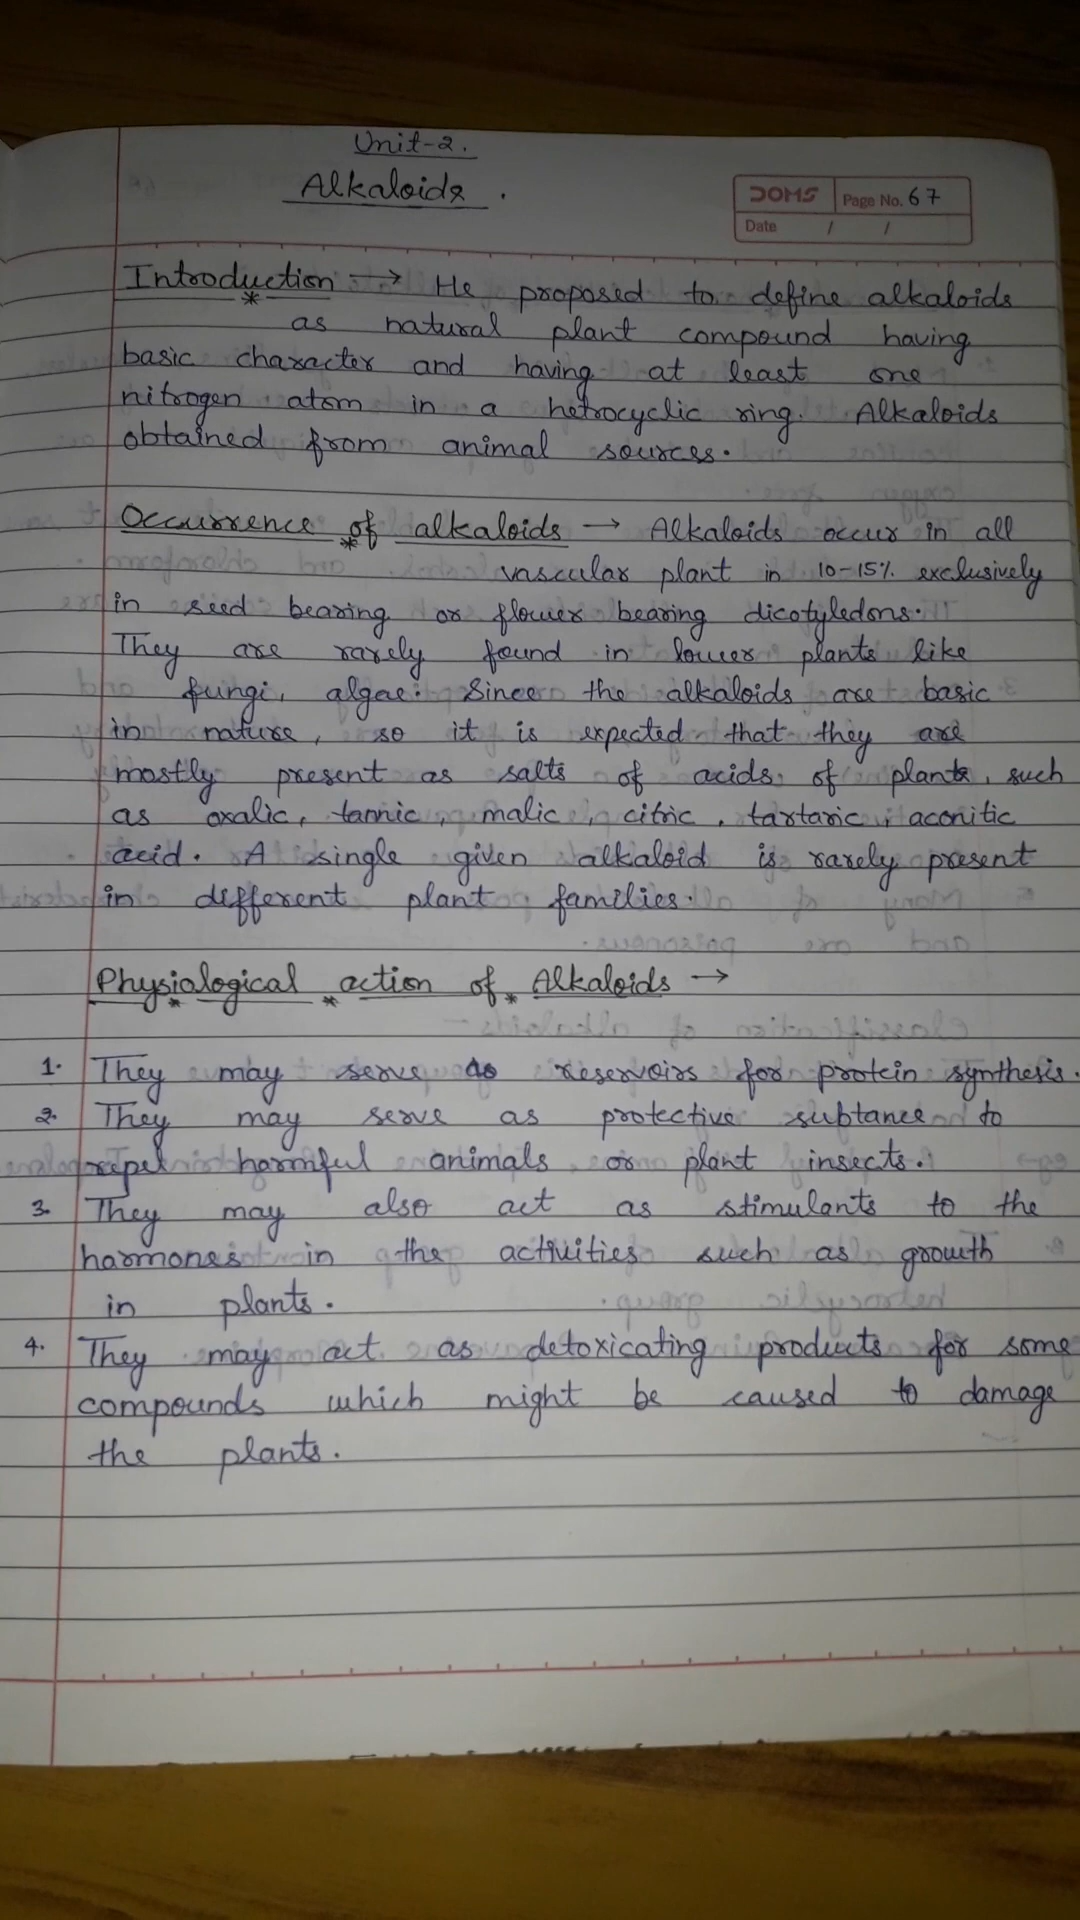 Unit-2.
Alkaloids.
DOMS Page No. 67
Date / /
Introduction → He proposed to define alkaloids
as natural plant compound having
basic character and having at least one
nitrogen atom in a hetrocyclic ring. Alkaloids
obtained from animal sources.
Occurrence of alkaloids → Alkaloids occur in all
vascular plant in 10-15% exclusively
in seed bearing or flower bearing dicotyledons.
They are rarely found in lower plants like
fungi, algae. Since the alkaloids are basic
in nature, so it is expected that they are
mostly present as salts of acids of plants, such
as oxalic, tannic, malic, citric, tartaric, aconitic
acid. A single given alkaloid is rarely present
in different plant families.
Physialogical action of Alkaloids →
1. They may serve as reservoirs for protein synthesis.
2. They may serve as protective subtance to
repel harmful animals or plant insects.
3. They may also act as stimulants to the
harmones in the activities such as growth
in plants.
4. They may act as detoxicating products for some
compounds which might be caused to damage
the plants.